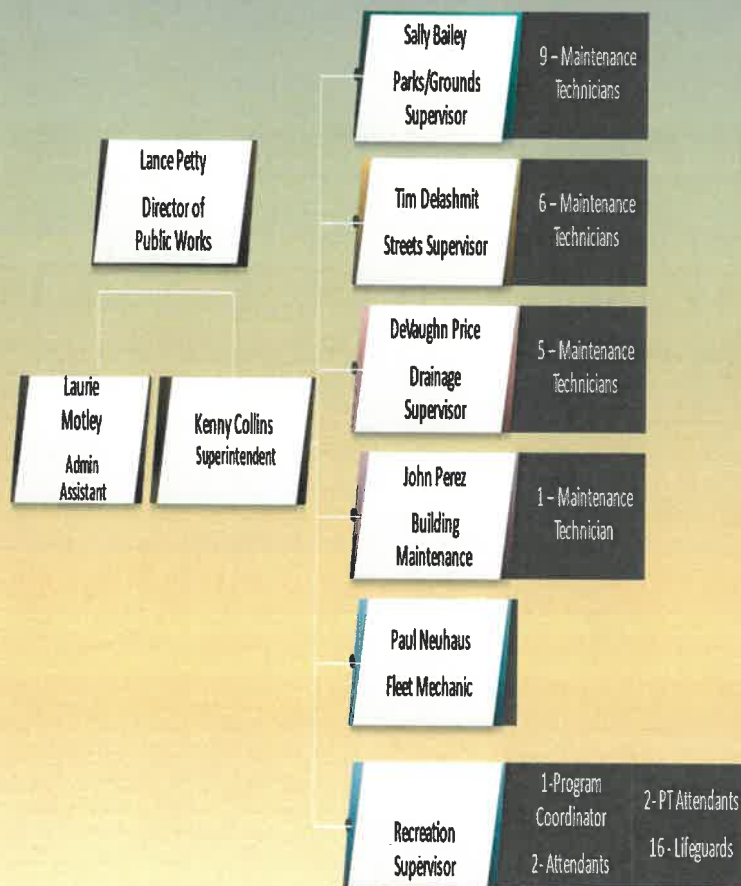 Lance Petty
Director of
Public Works
Laurie
Motley
Admin
Assistant
Kenny Collins
Superintendent
Sally Bailey
Parks/Grounds
Supervisor
9 – Maintenance
Technicians
Tim Delashmit
Streets Supervisor
6 – Maintenance
Technicians
DeVaughn Price
Drainage
Supervisor
5 – Maintenance
Technicians
John Perez
Building
Maintenance
1 – Maintenance
Technician
Paul Neuhaus
Fleet Mechanic
Recreation
Supervisor
1-Program
Coordinator
2- Attendants
2- PT Attendants
16 - Lifeguards